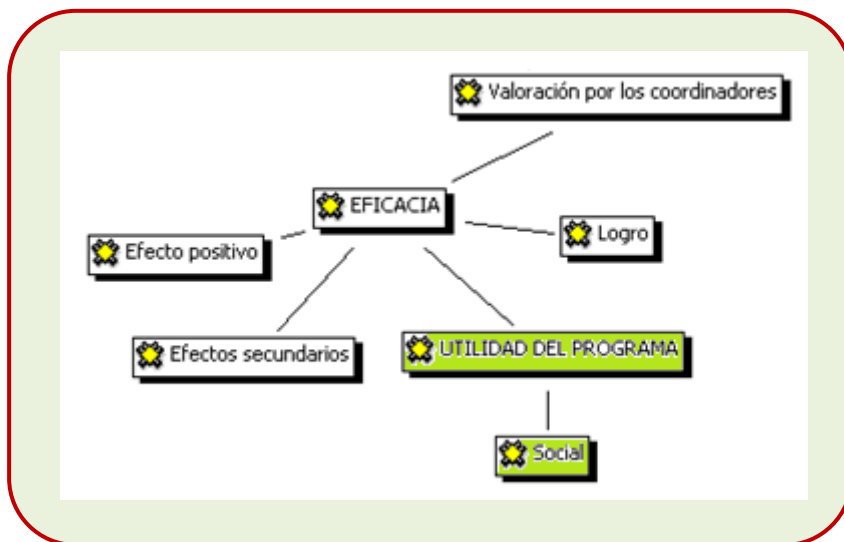 Valoración por los coordinadores
EFICACIA
Logro
Efecto positivo
Efectos secundarios
UTILIDAD DEL PROGRAMA
Social